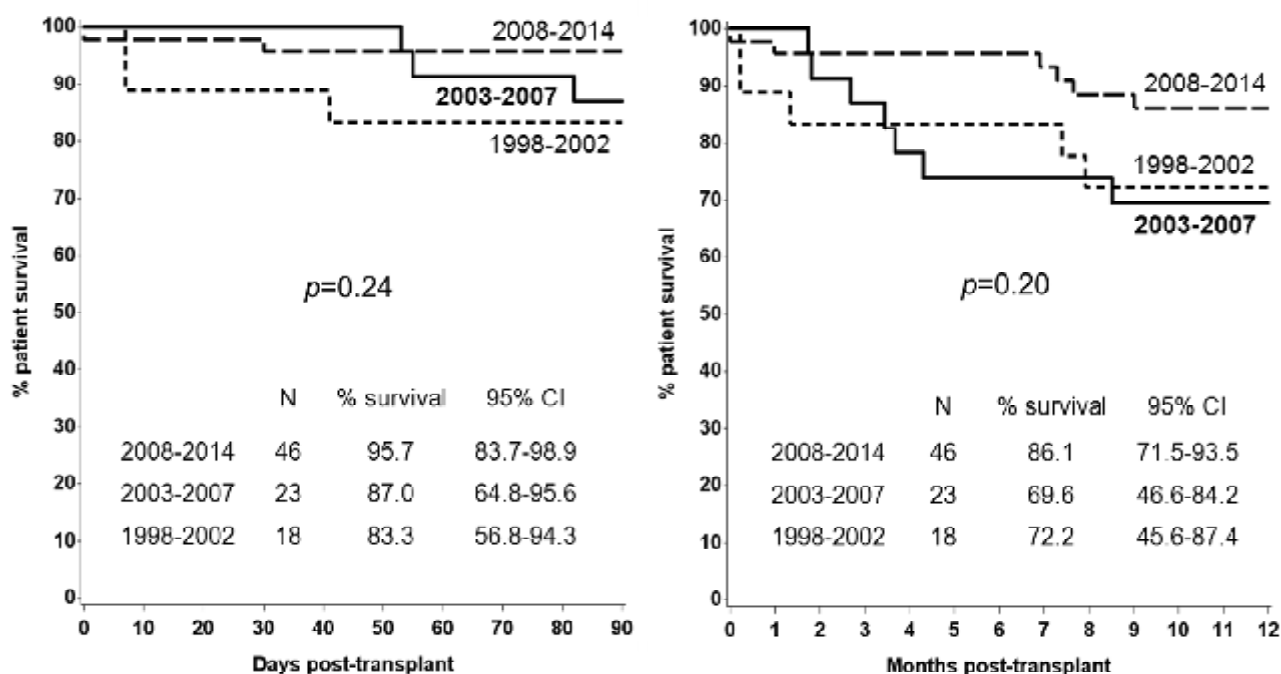 100
90
80
70
60
50
40
30
20
10
0
% patient survival
2008-2014
2003-2007
1998-2002
p=0.24
N % survival 95% CI
2008-2014 46 95.7 83.7-98.9
2003-2007 23 87.0 64.8-95.6
1998-2002 18 83.3 56.8-94.3
0 10 20 30 40 50 60 70 80 90
Days post-transplant
100
90
80
70
60
50
40
30
20
10
0
% patient survival
2008-2014
1998-2002
2003-2007
p=0.20
N % survival 95% CI
2008-2014 46 86.1 71.5-93.5
2003-2007 23 69.6 46.6-84.2
1998-2002 18 72.2 45.6-87.4
0 1 2 3 4 5 6 7 8 9 10 11 12
Months post-transplant